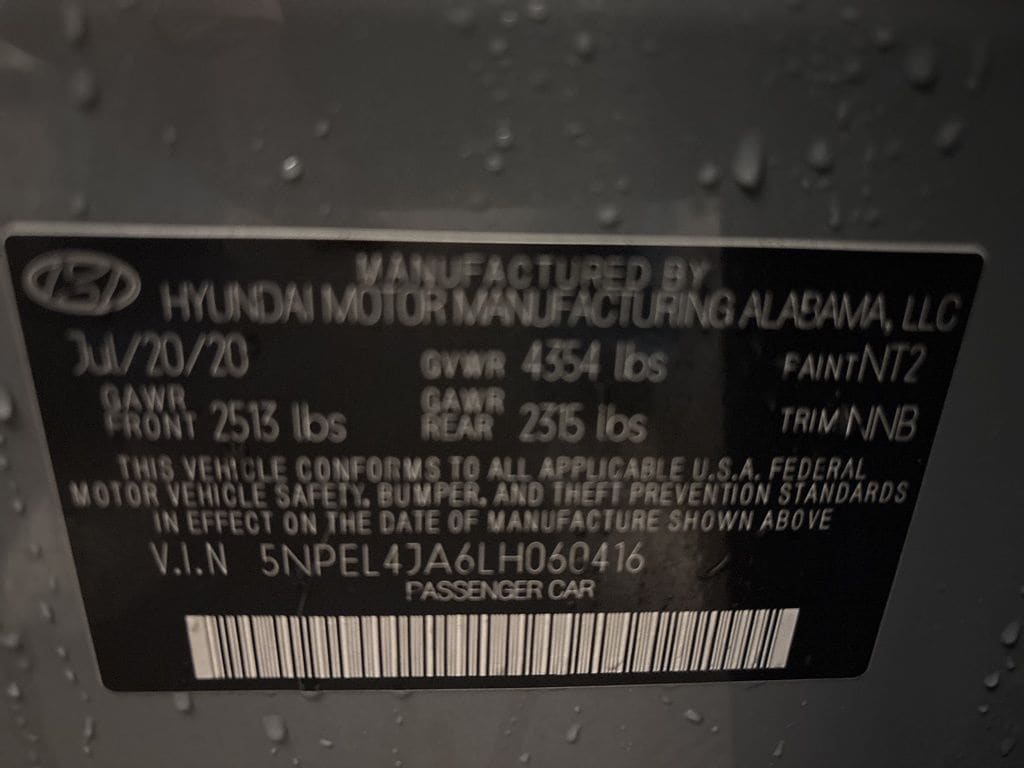 MANUFACTURED BY
HYUNDAI MOTOR MANUFACTURING ALABAMA, LLC
Jul/20/20 GVWR 4354 lbs PAINT NT2
GAWR FRONT 2513 lbs GAWR REAR 2315 lbs TRIM NNB
THIS VEHICLE CONFORMS TO ALL APPLICABLE U.S.A. FEDERAL
MOTOR VEHICLE SAFETY, BUMPER, AND THEFT PREVENTION STANDARDS
IN EFFECT ON THE DATE OF MANUFACTURE SHOWN ABOVE
V.I.N 5NPEL4JA6LH060416
PASSENGER CAR